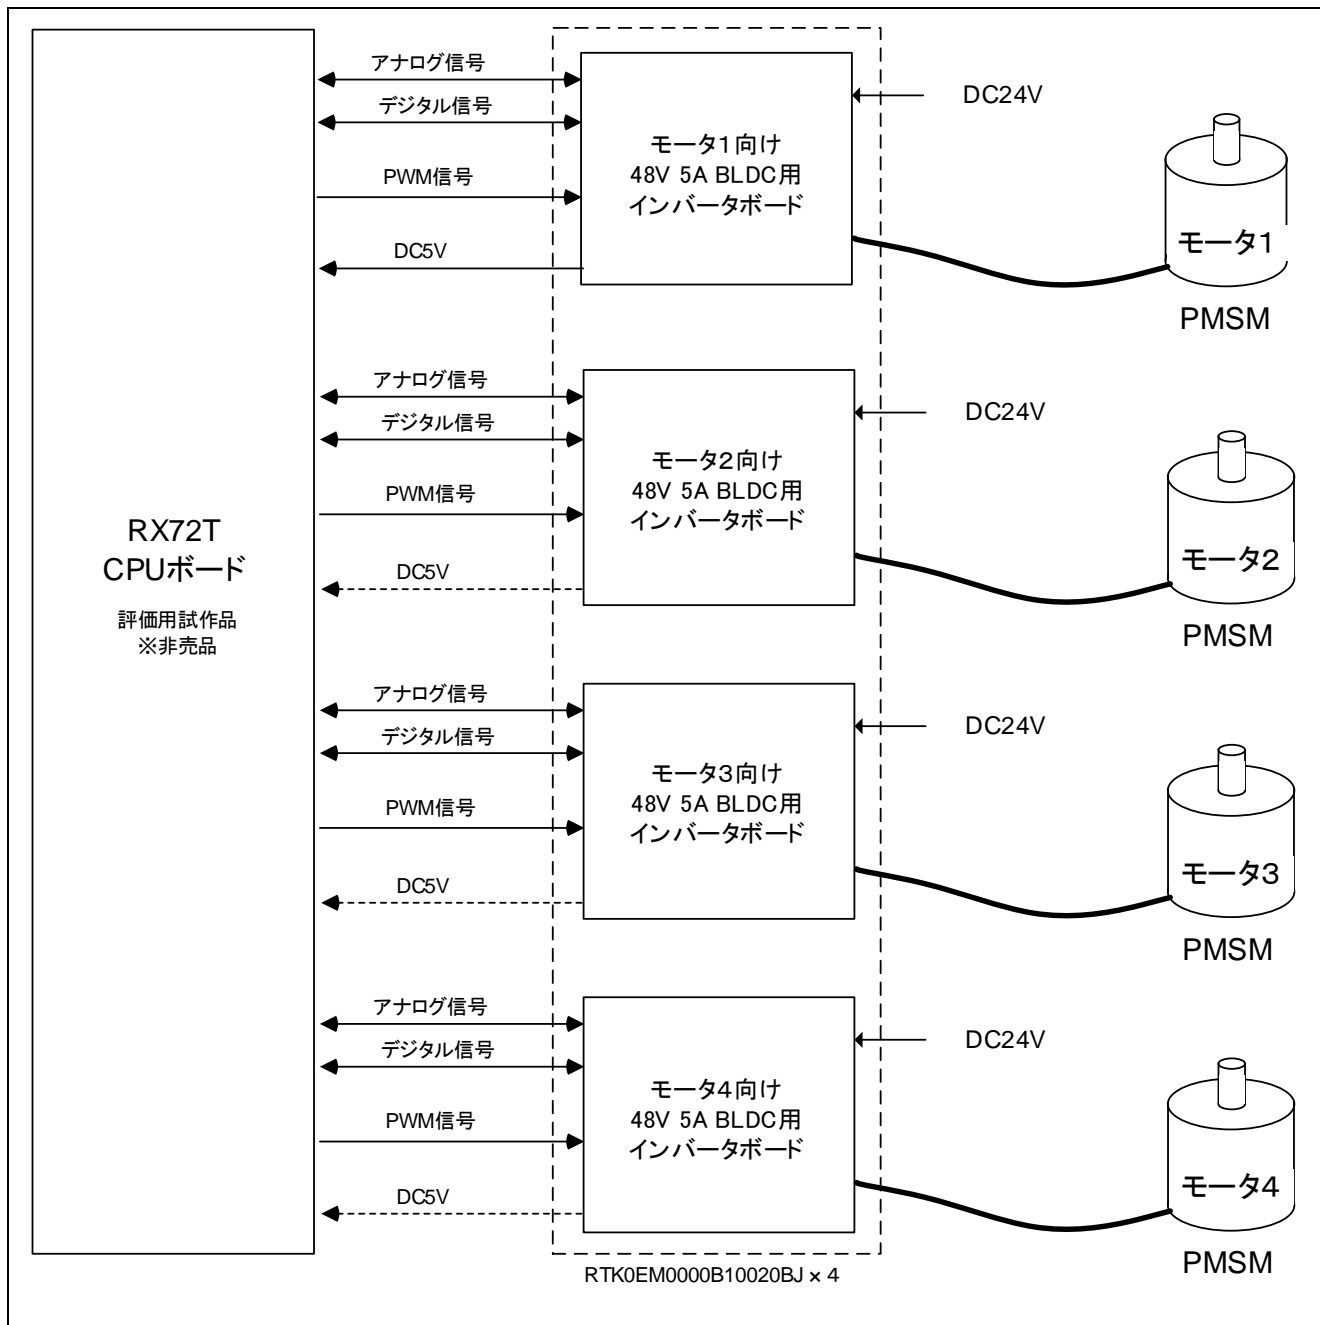 RX72T
CPUボード
評価用試作品
※非売品
アナログ信号
デジタル信号
PWM信号
DC5V
モータ1向け
48V 5A BLDC用
インバータボード
DC24V
モータ1
PMSM
アナログ信号
デジタル信号
PWM信号
DC5V
モータ2向け
48V 5A BLDC用
インバータボード
DC24V
モータ2
PMSM
アナログ信号
デジタル信号
PWM信号
DC5V
モータ3向け
48V 5A BLDC用
インバータボード
DC24V
モータ3
PMSM
アナログ信号
デジタル信号
PWM信号
DC5V
モータ4向け
48V 5A BLDC用
インバータボード
DC24V
モータ4
PMSM
RTK0EM0000B10020BJ × 4